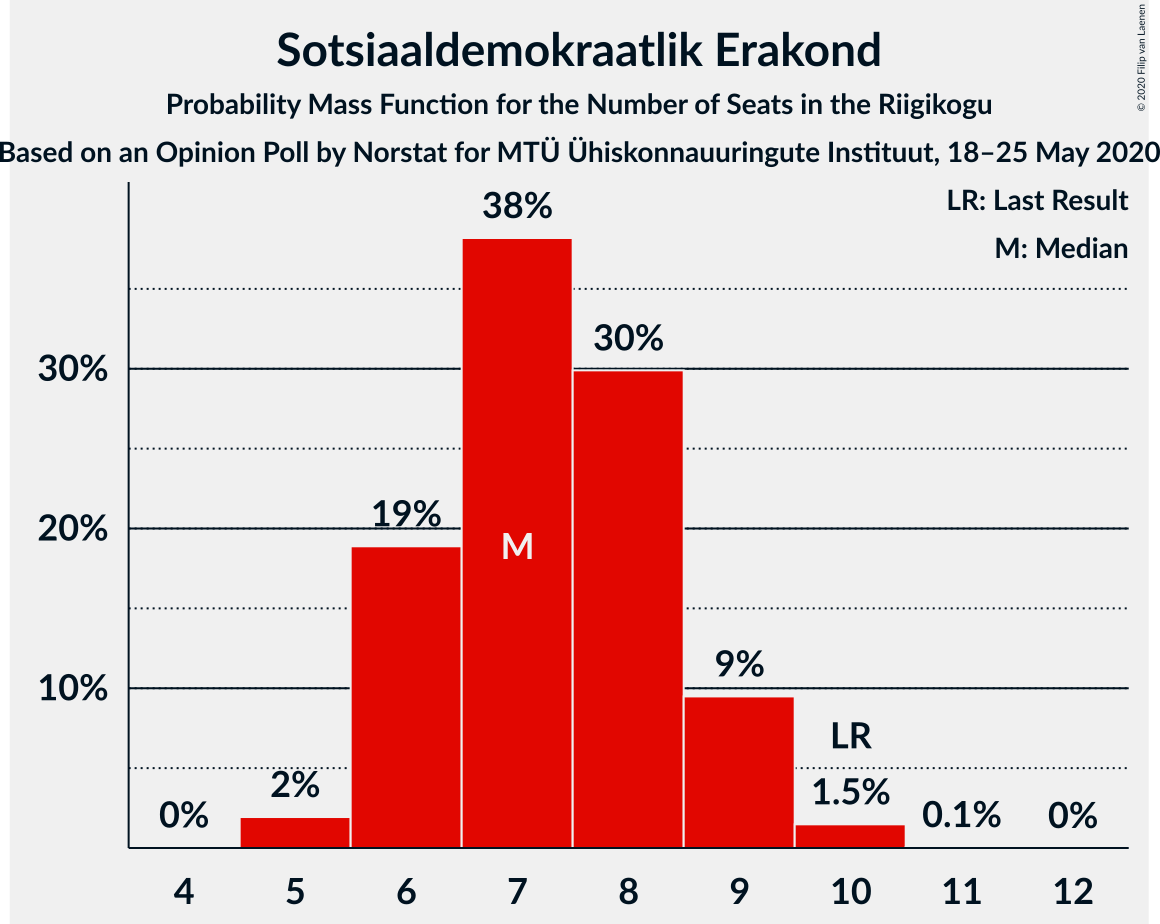 Sotsiaaldemokraatlik Erakond
Probability Mass Function for the Number of Seats in the Riigikogu
Based on an Opinion Poll by Norstat for MTÜ Ühiskonnauuringute Instituut, 18–25 May 2020
© 2020 Filip van Laenen
LR: Last Result
M: Median
38%
30%
30%
19%
20%
M
9%
10%
LR
2%
1.5%
0%
0.1%
0%
4 5 6 7 8 9 10 11 12